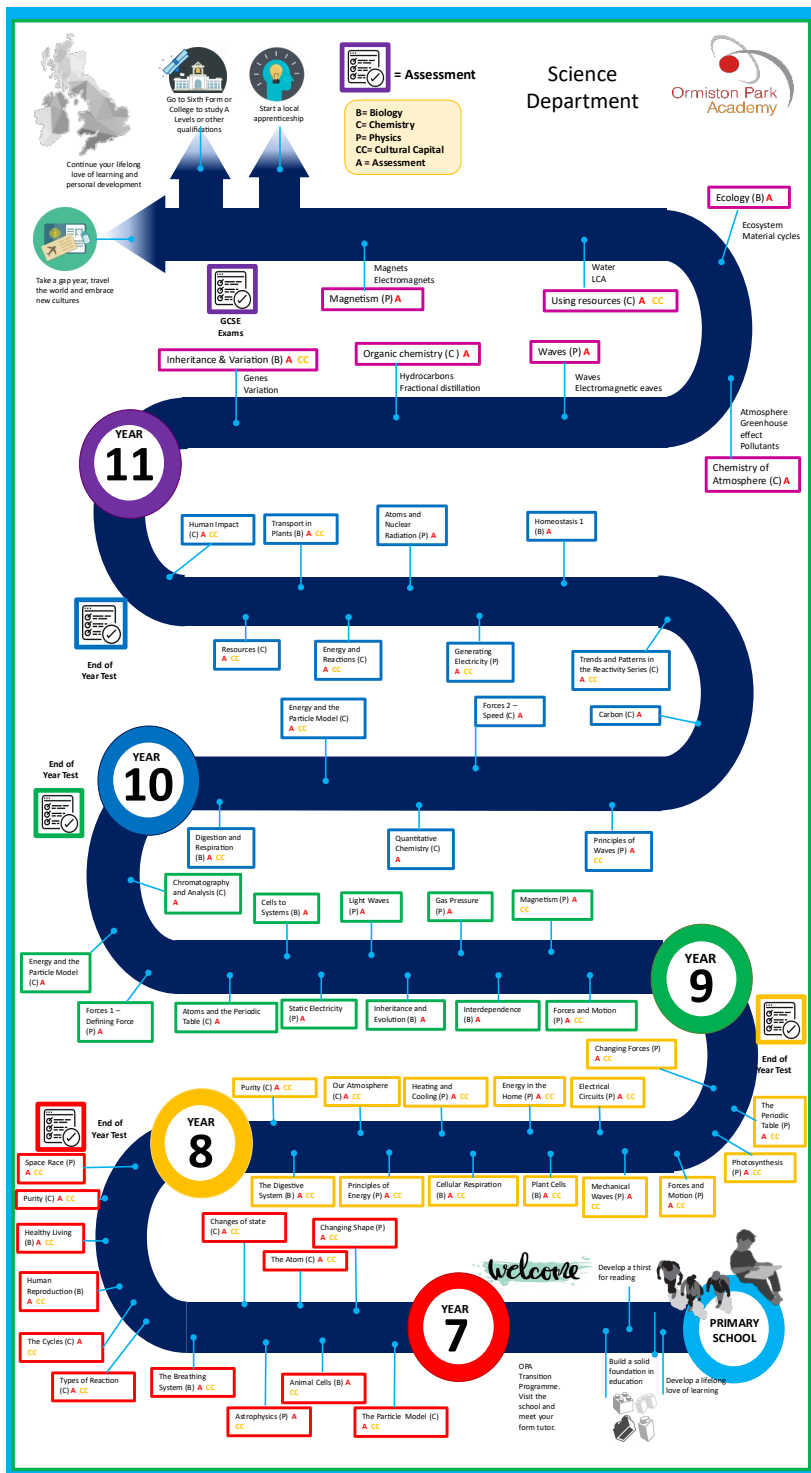 Go to Sixth Form or
College to study A
Levels or other
qualifications
Start a local
apprenticeship
= Assessment
Science
Department
Ormiston Park
Academy
B= Biology
C= Chemistry
P= Physics
CC= Cultural Capital
A = Assessment
Continue your lifelong
love of learning and
personal development
Take a gap year, travel
the world and embrace
new cultures
Ecology (B) A
Ecosystem
Material cycles
GCSE
Exams
Magnets
Electromagnets
Magnetism (P) A
Water
LCA
Using resources (C) A CC
Inheritance & Variation (B) A CC
Genes
Variation
Organic chemistry (C ) A
Hydrocarbons
Fractional distillation
Waves (P) A
Waves
Electromagnetic eaves
Atmosphere
Greenhouse
effect
Pollutants
Chemistry of
Atmosphere (C) A
YEAR
11
Human Impact
(C) A CC
Transport in
Plants (B) A CC
Atoms and
Nuclear
Radiation (P) A
Homeostasis 1
(B) A
End of
Year Test
Resources (C)
A CC
Energy and
Reactions (C)
A CC
Generating
Electricity (P)
A CC
Trends and Patterns in
the Reactivity Series (C)
A CC
Energy and the
Particle Model (C)
A CC
Forces 2 –
Speed (C) A
Carbon (C) A
YEAR
10
End of
Year Test
Digestion and
Respiration
(B) A CC
Quantitative
Chemistry (C)
A
Principles of
Waves (P) A
CC
Chromatography
and Analysis (C)
A
Cells to
Systems (B) A
Light Waves
(P) A
Gas Pressure
(P) A
Magnetism (P) A
CC
Energy and the
Particle Model
(C) A
Forces 1 –
Defining Force
(P) A
Atoms and the Periodic
Table (C) A
Static Electricity
(P) A
Inheritance and
Evolution (B) A
Interdependence
(B) A
Forces and Motion
(P) A CC
YEAR
9
End of
Year Test
Changing Forces (P)
A CC
Purity (C) A CC
Our Atmosphere
(C) A CC
Heating and
Cooling (P) A CC
Energy in the
Home (P) A CC
Electrical
Circuits (P) A CC
The
Periodic
Table (P)
A CC
Photosynthesis
(P) A CC
YEAR
8
End of
Year Test
The Digestive
System (B) A CC
Principles of
Energy (P) A CC
Cellular Respiration
(B) A CC
Plant Cells
(B) A CC
Mechanical
Waves (P) A
CC
Forces and
Motion (P)
A CC
Space Race (P)
A CC
Purity (C) A CC
Healthy Living
(B) A CC
Human
Reproduction (B)
A CC
The Cycles (C) A
CC
Types of Reaction
(C) A CC
Changes of state
(C) A CC
The Atom (C) A CC
Changing Shape (P)
A CC
The Breathing
System (B) A CC
Astrophysics (P) A
CC
Animal Cells (B) A
CC
The Particle Model (C)
A CC
YEAR
7
welcome
Develop a thirst
for reading
PRIMARY
SCHOOL
OPA
Transition
Programme.
Visit the
school and
meet your
form tutor.
Build a solid
foundation in
education
Develop a lifelong
love of learning